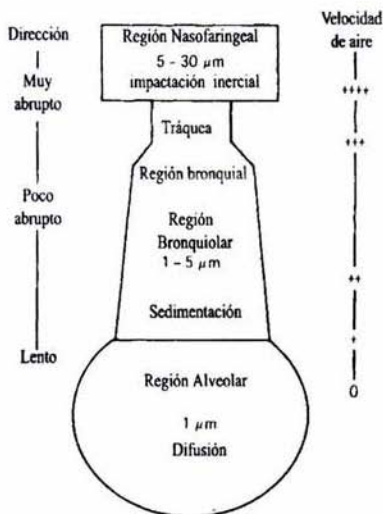 Dirección
Muy
abrupto
Poco
abrupto
Lento
Región Nasofaringeal
5 - 30 μm
impactación inercial
Tráquea
Región bronquial
Región
Bronquiolar
1 - 5 μm
Sedimentación
Región Alveolar
1 μm
Difusión
Velocidad
de aire
++++
+++
++
+
0